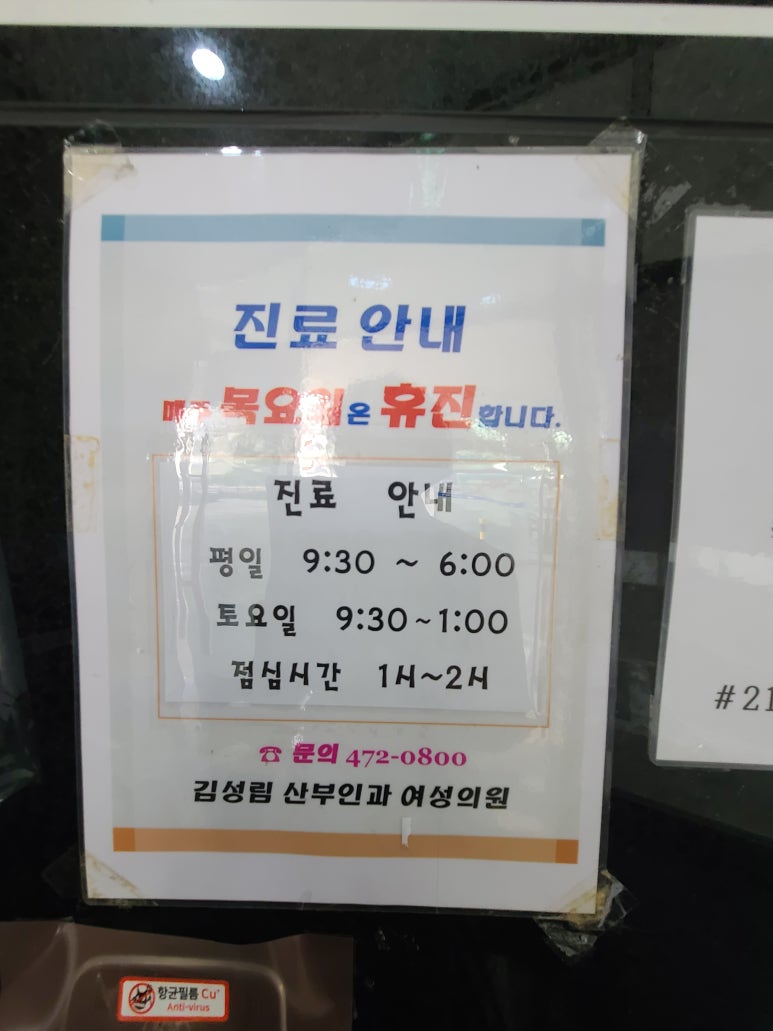 진료 안내
매주 목요일은 휴진합니다.
진료 안내
평일 9:30 ~ 6:00
토요일 9:30~1:00
점심시간 1시~2시
☎ 문의 472-0800
김성림 산부인과 여성의원
#21
항균필름 Cu+
Anti-virus